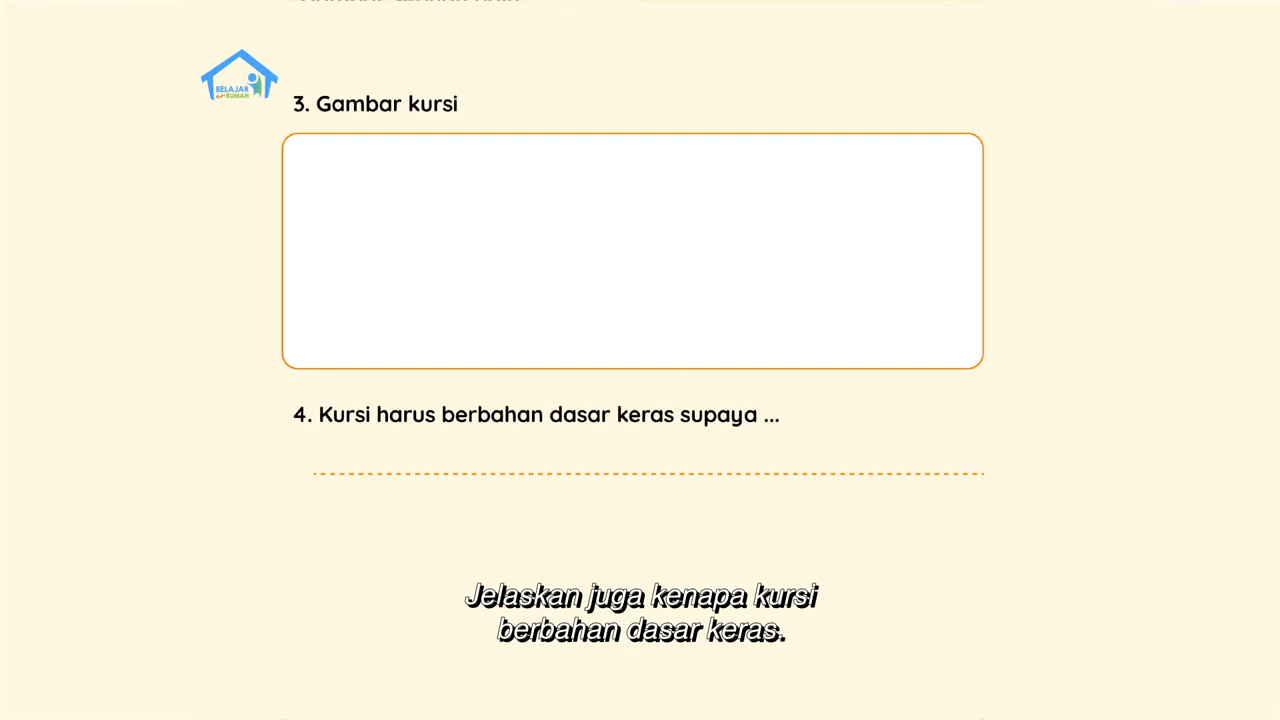 BELAJAR
dari RUMAH
3. Gambar kursi
4. Kursi harus berbahan dasar keras supaya ...
Jelaskan juga kenapa kursi
berbahan dasar keras.